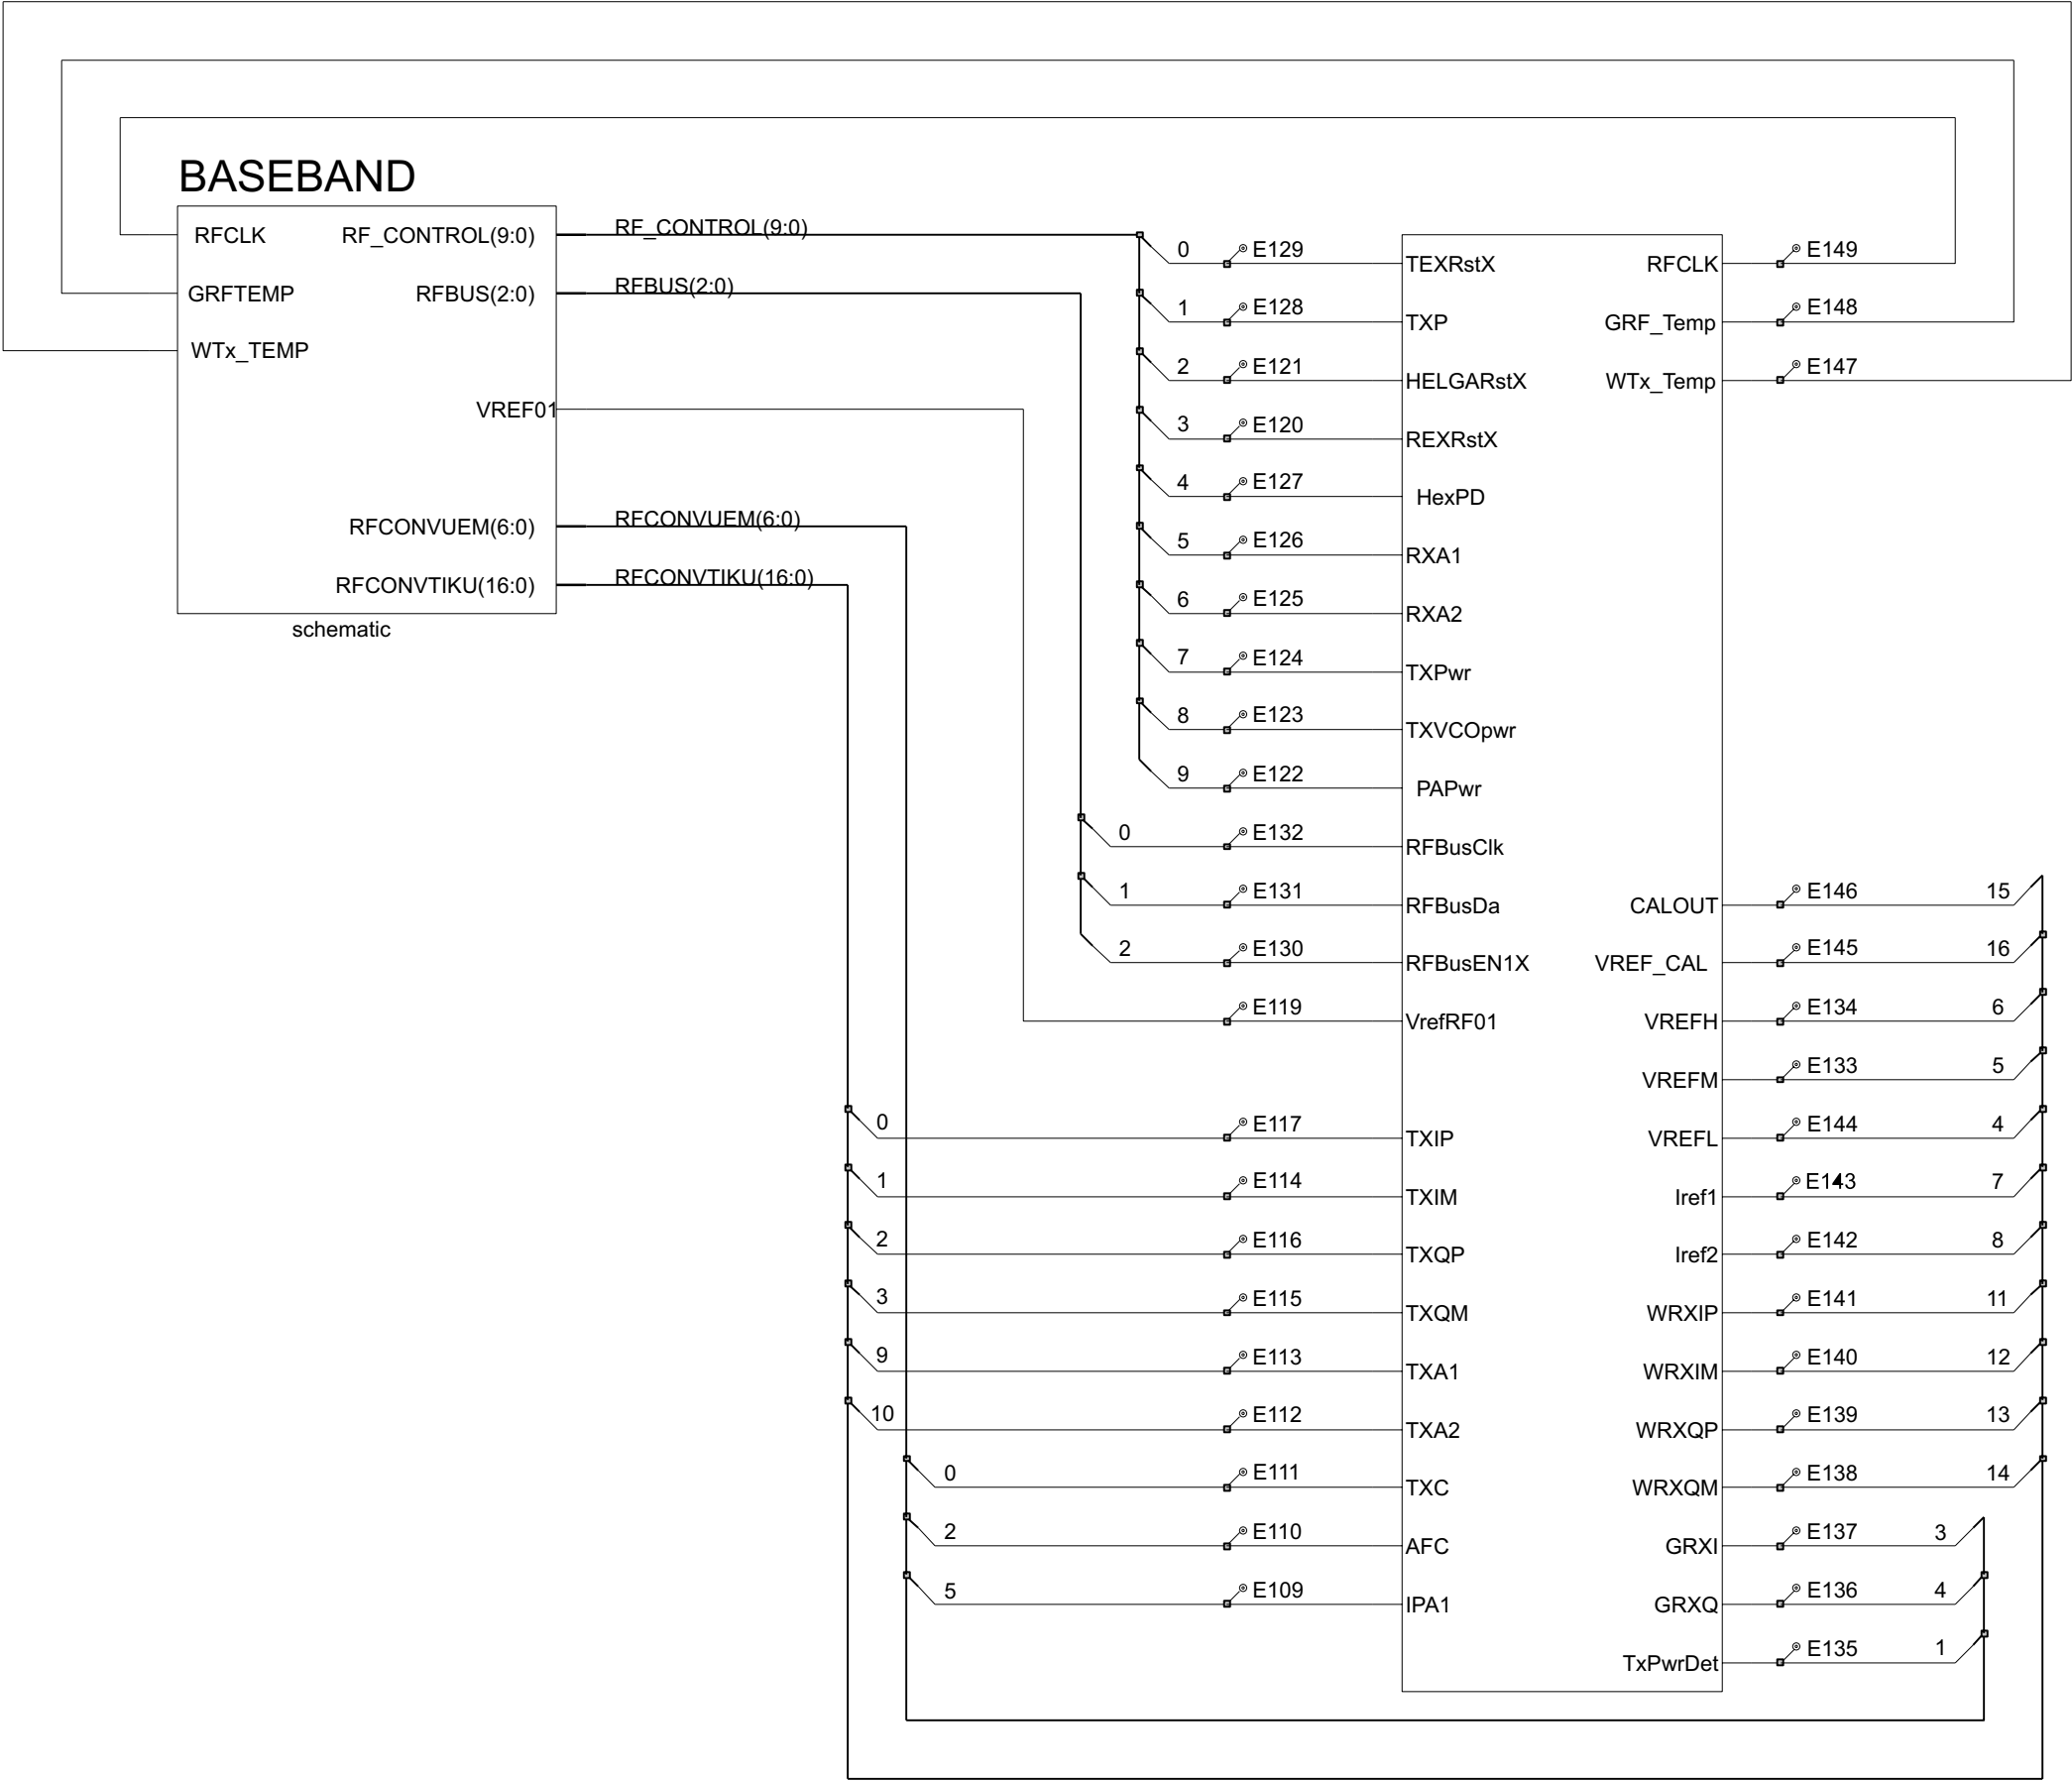 BASEBAND
RFCLK RF_CONTROL(9:0) RF_CONTROL(9:0)
GRFTEMP RFBUS(2:0) RFBUS(2:0)
WTx_TEMP
VREF01
RFCONVUEM(6:0) RFCONVUEM(6:0)
RFCONVTIKU(16:0) RFCONVTIKU(16:0)
schematic
0 E129 TEXRstX RFCLK E149
1 E128 TXP GRF_Temp E148
2 E121 HELGARstX WTx_Temp E147
3 E120 REXRstX
4 E127 HexPD
5 E126 RXA1
6 E125 RXA2
7 E124 TXPwr
8 E123 TXVCOpwr
9 E122 PAPwr
0 E132 RFBusClk
1 E131 RFBusDa CALOUT E146 15
2 E130 RFBusEN1X VREF_CAL E145 16
E119 VrefRF01 VREFH E134 6
VREFM E133 5
0 E117 TXIP VREFL E144 4
1 E114 TXIM Iref1 E143 7
2 E116 TXQP Iref2 E142 8
3 E115 TXQM WRXIP E141 11
9 E113 TXA1 WRXIM E140 12
10 E112 TXA2 WRXQP E139 13
0 E111 TXC WRXQM E138 14
2 E110 AFC GRXI E137 3
5 E109 IPA1 GRXQ E136 4
TxPwrDet E135 1